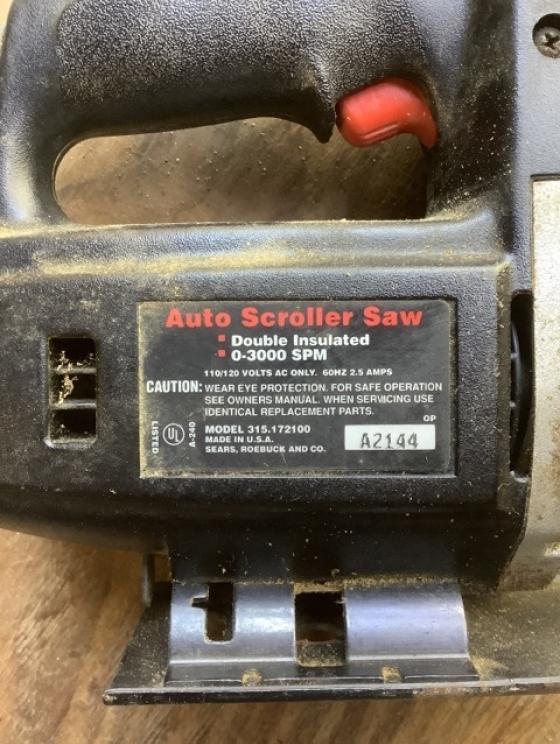 Auto Scroller Saw
Double Insulated
0-3000 SPM
110/120 VOLTS AC ONLY. 60HZ 2.5 AMPS
CAUTION: WEAR EYE PROTECTION. FOR SAFE OPERATION
SEE OWNERS MANUAL. WHEN SERVICING USE
IDENTICAL REPLACEMENT PARTS.
LISTED
UL
A-240
MODEL 315.172100
MADE IN U.S.A.
SEARS, ROEBUCK AND CO.
OP
A2144